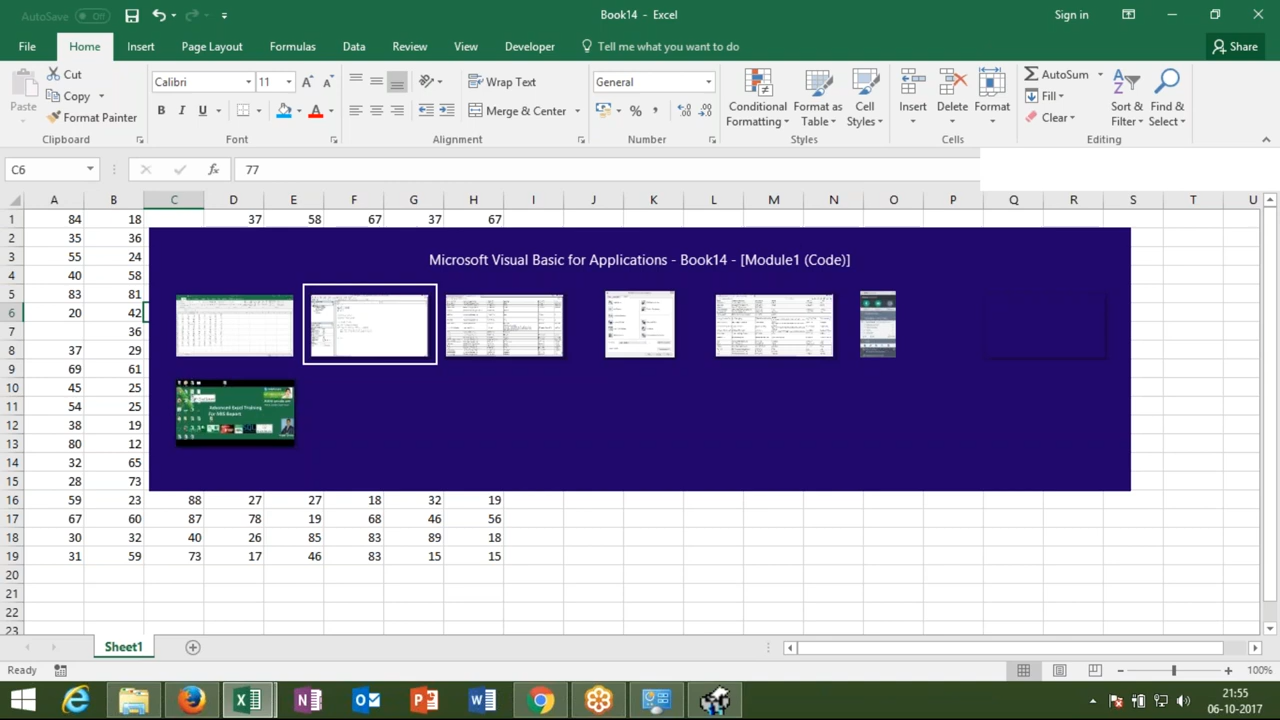 AutoSave Off
Book14 - Excel
Sign in
File Home Insert Page Layout Formulas Data Review View Developer Tell me what you want to do Share
Paste
Cut
Copy
Format Painter
Clipboard
Calibri 11
B I U
Font
Wrap Text
Merge & Center
Alignment
General
% ,
Number
Conditional Formatting
Format as Table
Cell Styles
Styles
Insert Delete Format
Cells
AutoSum
Fill
Clear
Sort & Filter
Find & Select
Editing
C6 fx 77
A B C D E F G H I J K L M N O P Q R S T U
1 84 18 37 58 67 37 67
2 35 36
3 55 24
Microsoft Visual Basic for Applications - Book14 - [Module1 (Code)]
4 40 58
5 83 81
6 20 42
7 36
8 37 29
9 69 61
10 45 25
11 54 25
Advanced Excel Training
12 38 19
13 80 12
14 32 65
15 28 73
16 59 23 88 27 27 18 32 19
17 67 60 87 78 19 68 46 56
18 30 32 40 26 85 83 89 18
19 31 59 73 17 46 83 15 15
20
21
22
23
Sheet1
Ready
100%
21:55
06-10-2017